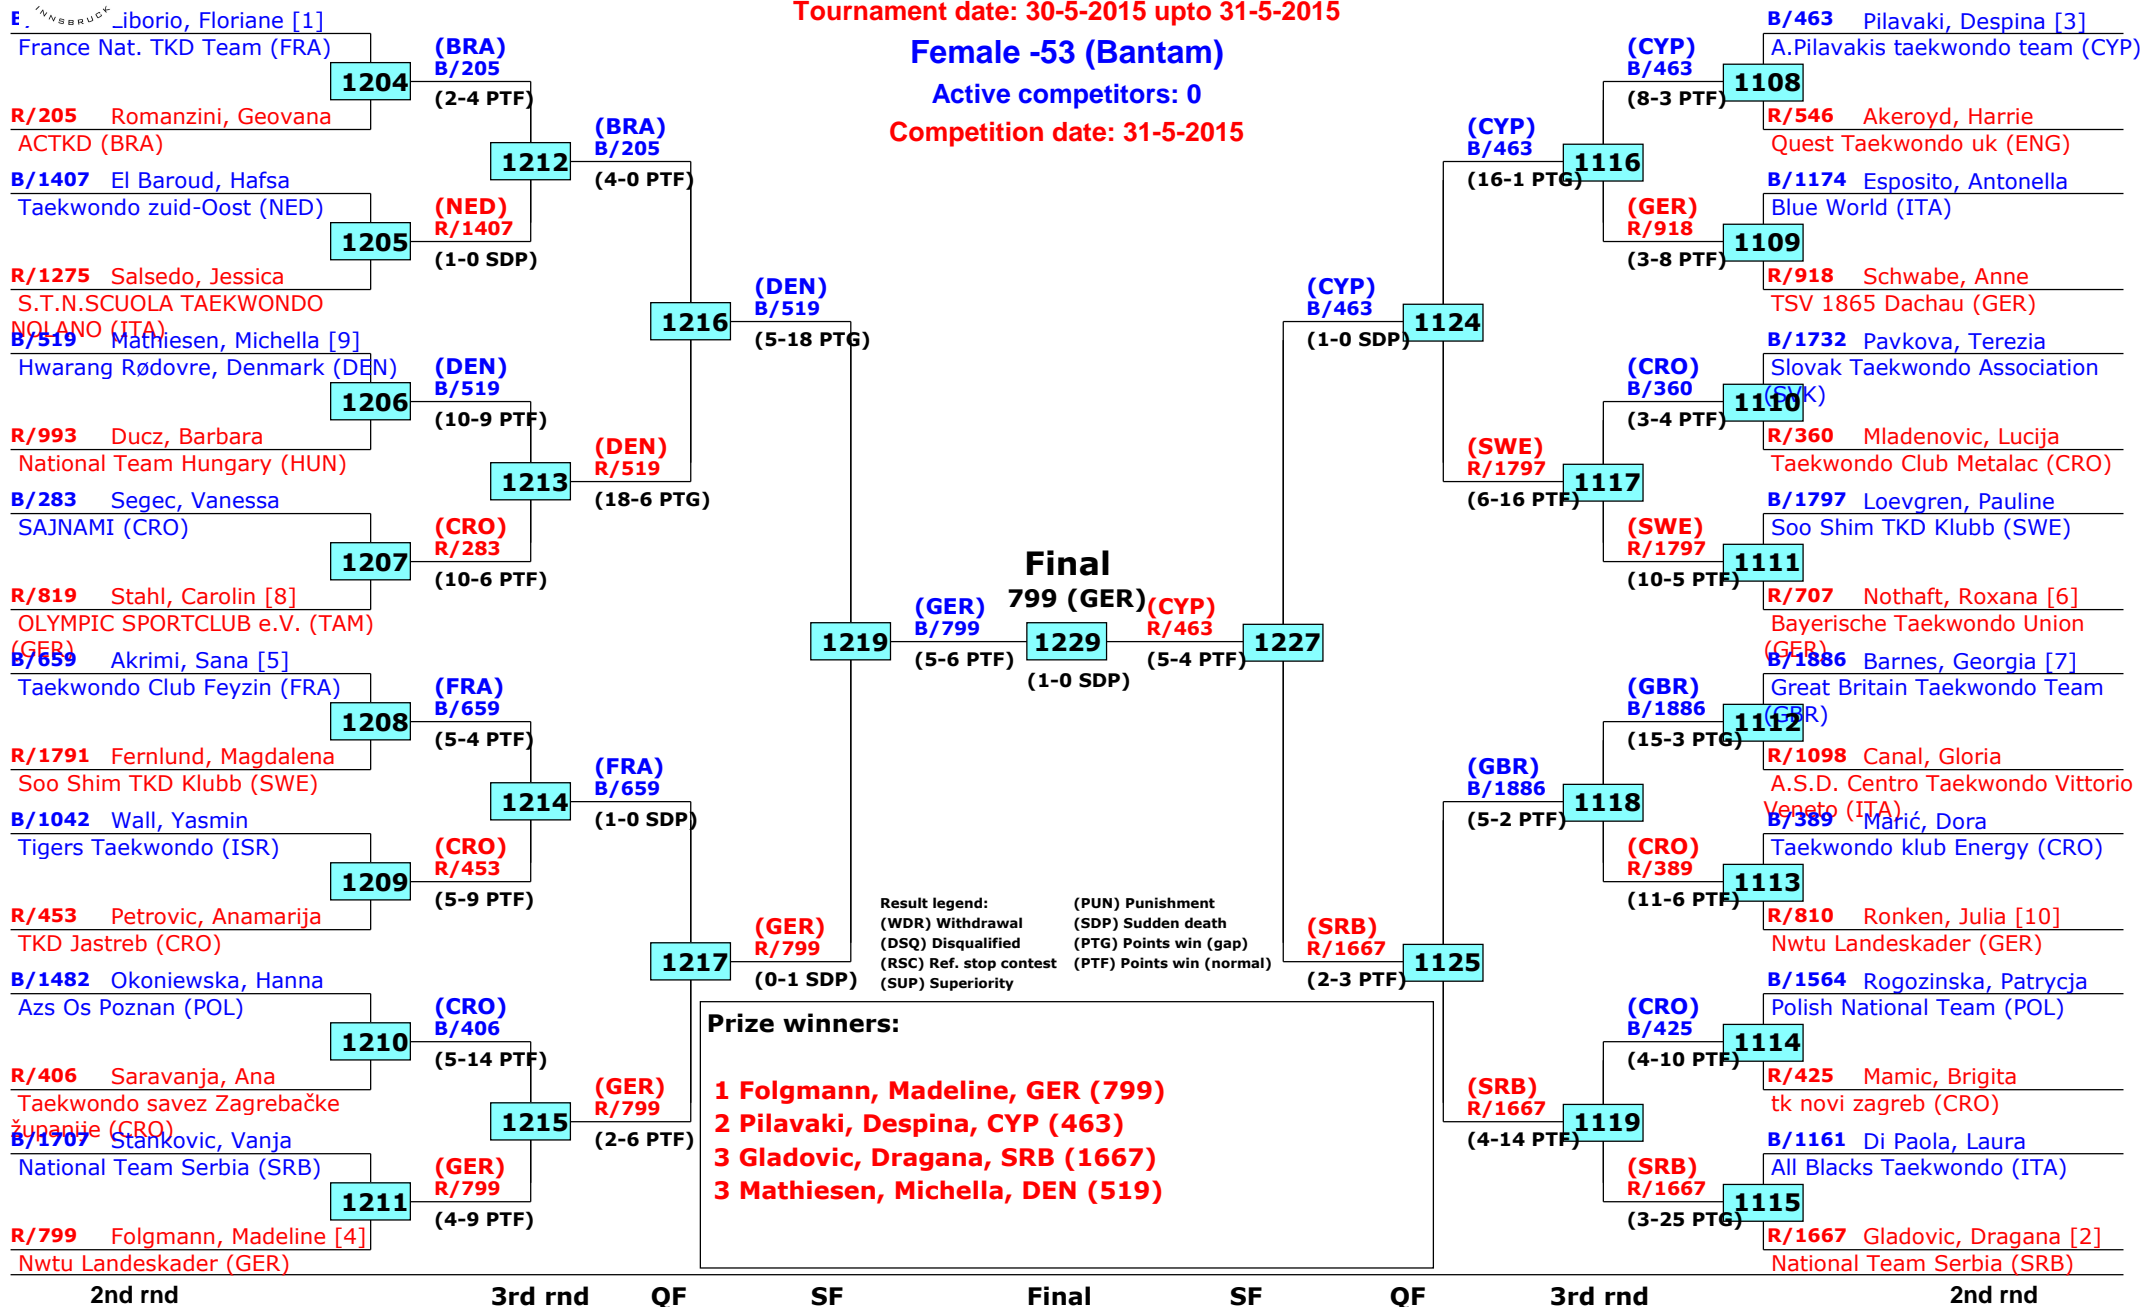 INNSBRUCK
Tournament date: 30-5-2015 upto 31-5-2015
Female -53 (Bantam)
Active competitors: 0
Competition date: 31-5-2015
Liborio, Floriane [1]
France Nat. TKD Team (FRA)
1204
R/205 Romanzini, Geovana
ACTKD (BRA)
B/1407 El Baroud, Hafsa
Taekwondo zuid-Oost (NED)
1205
R/1275 Salsedo, Jessica
S.T.N.SCUOLA TAEKWONDO
NOLANO (ITA)
B/519 Mathiesen, Michella [9]
Hwarang Rødovre, Denmark (DEN)
1206
R/993 Ducz, Barbara
National Team Hungary (HUN)
B/283 Segec, Vanessa
SAJNAMI (CRO)
1207
R/819 Stahl, Carolin [8]
OLYMPIC SPORTCLUB e.V. (TAM)
(GER)
B/659 Akrimi, Sana [5]
Taekwondo Club Feyzin (FRA)
1208
R/1791 Fernlund, Magdalena
Soo Shim TKD Klubb (SWE)
B/1042 Wall, Yasmin
Tigers Taekwondo (ISR)
1209
R/453 Petrovic, Anamarija
TKD Jastreb (CRO)
B/1482 Okoniewska, Hanna
Azs Os Poznan (POL)
1210
R/406 Saravanja, Ana
Taekwondo savez Zagrebačke
županije (CRO)
B/1707 Stankovic, Vanja
National Team Serbia (SRB)
1211
R/799 Folgmann, Madeline [4]
Nwtu Landeskader (GER)
(BRA)
B/205
(2-4 PTF)
1212
(NED)
R/1407
(1-0 SDP)
(DEN)
B/519
(10-9 PTF)
1213
(CRO)
R/283
(10-6 PTF)
(FRA)
B/659
(5-4 PTF)
1214
(CRO)
R/453
(5-9 PTF)
(CRO)
B/406
(5-14 PTF)
1215
(GER)
R/799
(4-9 PTF)
(BRA)
B/205
(4-0 PTF)
1216
(DEN)
R/519
(18-6 PTG)
(FRA)
B/659
(1-0 SDP)
1217
(GER)
R/799
(2-6 PTF)
(DEN)
B/519
(5-18 PTG)
1219
(GER)
R/799
(0-1 SDP)
(GER)
B/799
(5-6 PTF)
Final
799 (GER)
1229
(1-0 SDP)
(CYP)
R/463
(5-4 PTF)
1227
(CYP)
B/463
(1-0 SDP)
1124
(SRB)
R/1667
(2-3 PTF)
1125
(CYP)
B/463
(16-1 PTG)
1116
(SWE)
R/1797
(6-16 PTF)
1117
(GBR)
B/1886
(5-2 PTF)
1118
(SRB)
R/1667
(4-14 PTF)
1119
(CYP)
B/463
(8-3 PTF)
1108
(GER)
R/918
(3-8 PTF)
1109
(CRO)
B/360
(3-4 PTF)
1110
(SWE)
R/1797
(10-5 PTF)
1111
(GBR)
B/1886
(15-3 PTG)
1112
(CRO)
R/389
(11-6 PTF)
1113
(CRO)
B/425
(4-10 PTF)
1114
(SRB)
R/1667
(3-25 PTG)
1115
B/463 Pilavaki, Despina [3]
A.Pilavakis taekwondo team (CYP)
R/546 Akeroyd, Harrie
Quest Taekwondo uk (ENG)
B/1174 Esposito, Antonella
Blue World (ITA)
R/918 Schwabe, Anne
TSV 1865 Dachau (GER)
B/1732 Pavkova, Terezia
Slovak Taekwondo Association
(SVK)
R/360 Mladenovic, Lucija
Taekwondo Club Metalac (CRO)
B/1797 Loevgren, Pauline
Soo Shim TKD Klubb (SWE)
R/707 Nothaft, Roxana [6]
Bayerische Taekwondo Union
(GER)
B/1886 Barnes, Georgia [7]
Great Britain Taekwondo Team
(GBR)
R/1098 Canal, Gloria
A.S.D. Centro Taekwondo Vittorio
Veneto (ITA)
B/389 Marić, Dora
Taekwondo klub Energy (CRO)
R/810 Ronken, Julia [10]
Nwtu Landeskader (GER)
B/1564 Rogozinska, Patrycja
Polish National Team (POL)
R/425 Mamic, Brigita
tk novi zagreb (CRO)
B/1161 Di Paola, Laura
All Blacks Taekwondo (ITA)
R/1667 Gladovic, Dragana [2]
National Team Serbia (SRB)
Result legend: (PUN) Punishment
(WDR) Withdrawal (SDP) Sudden death
(DSQ) Disqualified (PTG) Points win (gap)
(RSC) Ref. stop contest (PTF) Points win (normal)
(SUP) Superiority
Prize winners:
1 Folgmann, Madeline, GER (799)
2 Pilavaki, Despina, CYP (463)
3 Gladovic, Dragana, SRB (1667)
3 Mathiesen, Michella, DEN (519)
2nd rnd 3rd rnd QF SF Final SF QF 3rd rnd 2nd rnd